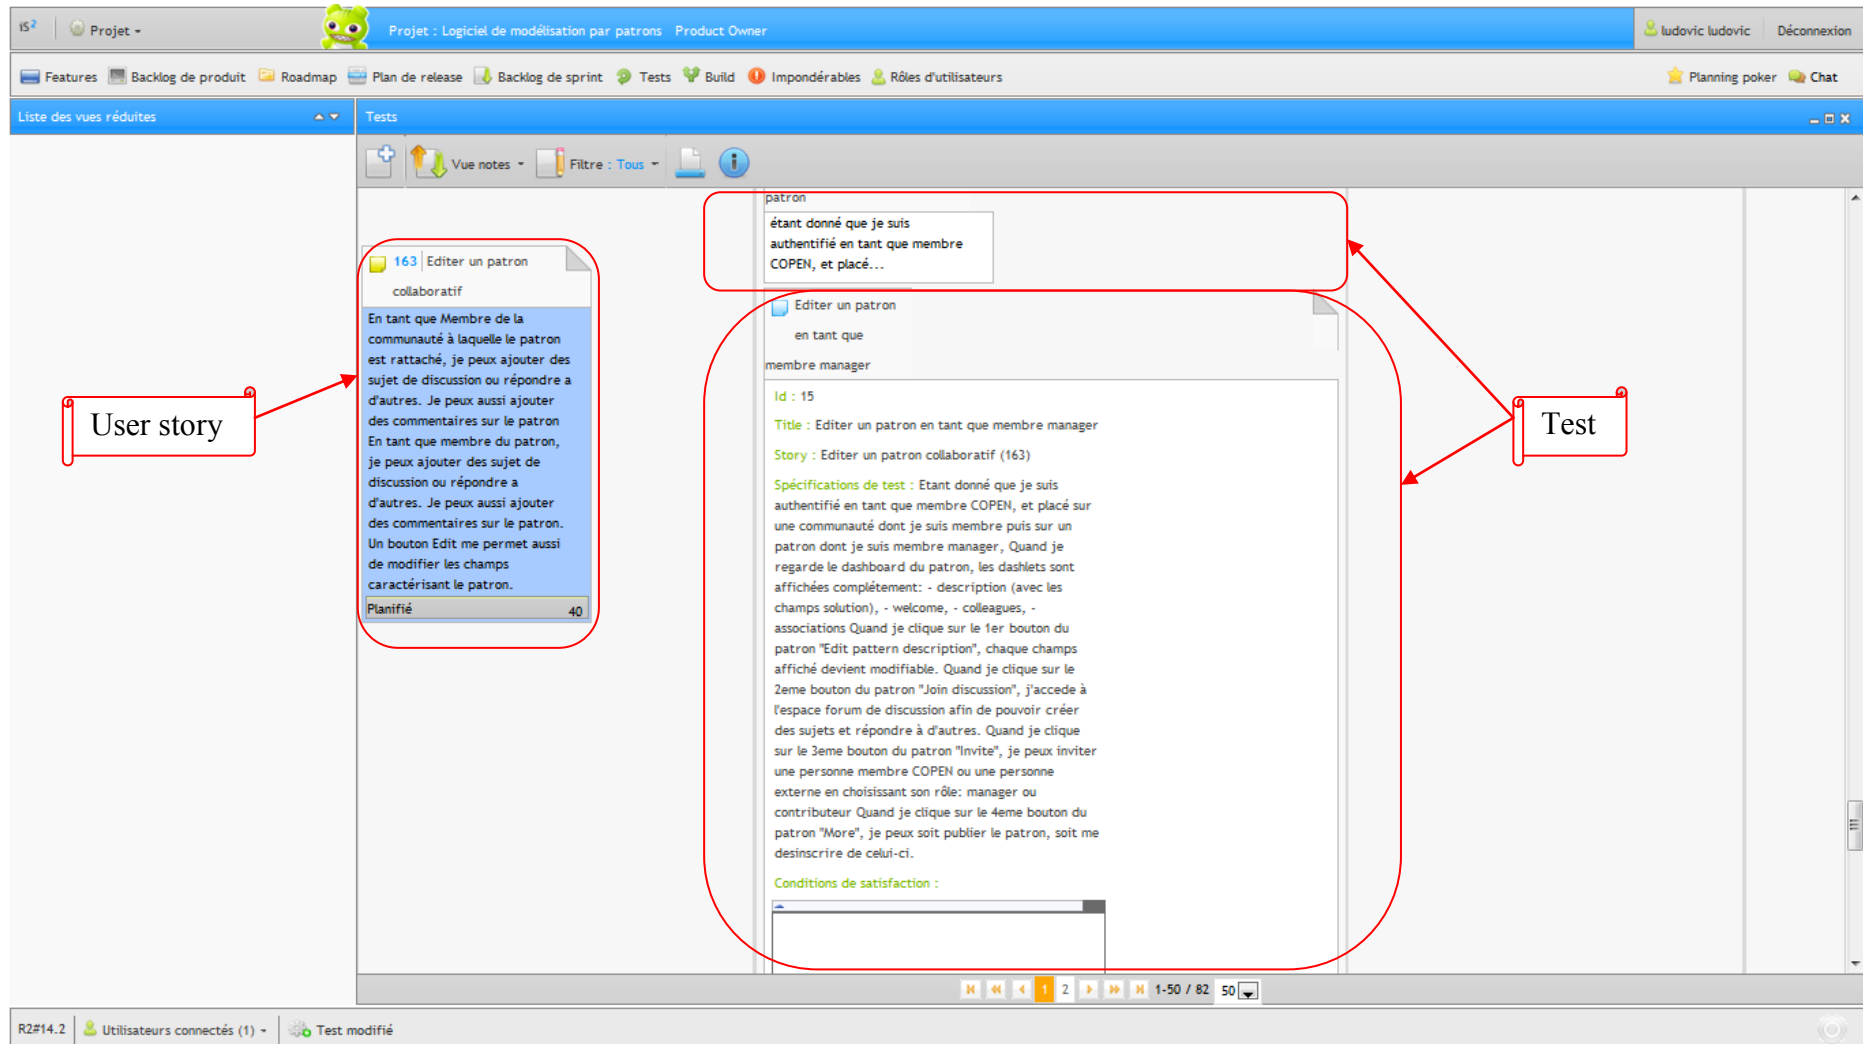 iS²
Projet
Projet : Logiciel de modélisation par patrons Product Owner
ludovic ludovic
Déconnexion
Features
Backlog de produit
Roadmap
Plan de release
Backlog de sprint
Tests
Build
Impondérables
Rôles d'utilisateurs
Planning poker
Chat
Liste des vues réduites
Tests
Vue notes
Filtre : Tous
User story
163 Editer un patron
collaboratif
En tant que Membre de la
communauté à laquelle le patron
est rattaché, je peux ajouter des
sujet de discussion ou répondre a
d'autres. Je peux aussi ajouter
des commentaires sur le patron
En tant que membre du patron,
je peux ajouter des sujet de
discussion ou répondre a
d'autres. Je peux aussi ajouter
des commentaires sur le patron.
Un bouton Edit me permet aussi
de modifier les champs
caractérisant le patron.
Planifié 40
patron
étant donné que je suis
authentifié en tant que membre
COPEN, et placé...
Editer un patron
en tant que
membre manager
Id : 15
Title : Editer un patron en tant que membre manager
Story : Editer un patron collaboratif (163)
Spécifications de test : Etant donné que je suis
authentifié en tant que membre COPEN, et placé sur
une communauté dont je suis membre puis sur un
patron dont je suis membre manager, Quand je
regarde le dashboard du patron, les dashlets sont
affichées complétement: - description (avec les
champs solution), - welcome, - colleagues, -
associations Quand je clique sur le 1er bouton du
patron "Edit pattern description", chaque champs
affiché devient modifiable. Quand je clique sur le
2eme bouton du patron "Join discussion", j'accede à
l'espace forum de discussion afin de pouvoir créer
des sujets et répondre à d'autres. Quand je clique
sur le 3eme bouton du patron "Invite", je peux inviter
une personne membre COPEN ou une personne
externe en choisissant son rôle: manager ou
contributeur Quand je clique sur le 4eme bouton du
patron "More", je peux soit publier le patron, soit me
desinscrire de celui-ci.
Conditions de satisfaction :
Test
1 2 1-50 / 82 50
R2#14.2
Utilisateurs connectés (1)
Test modifié